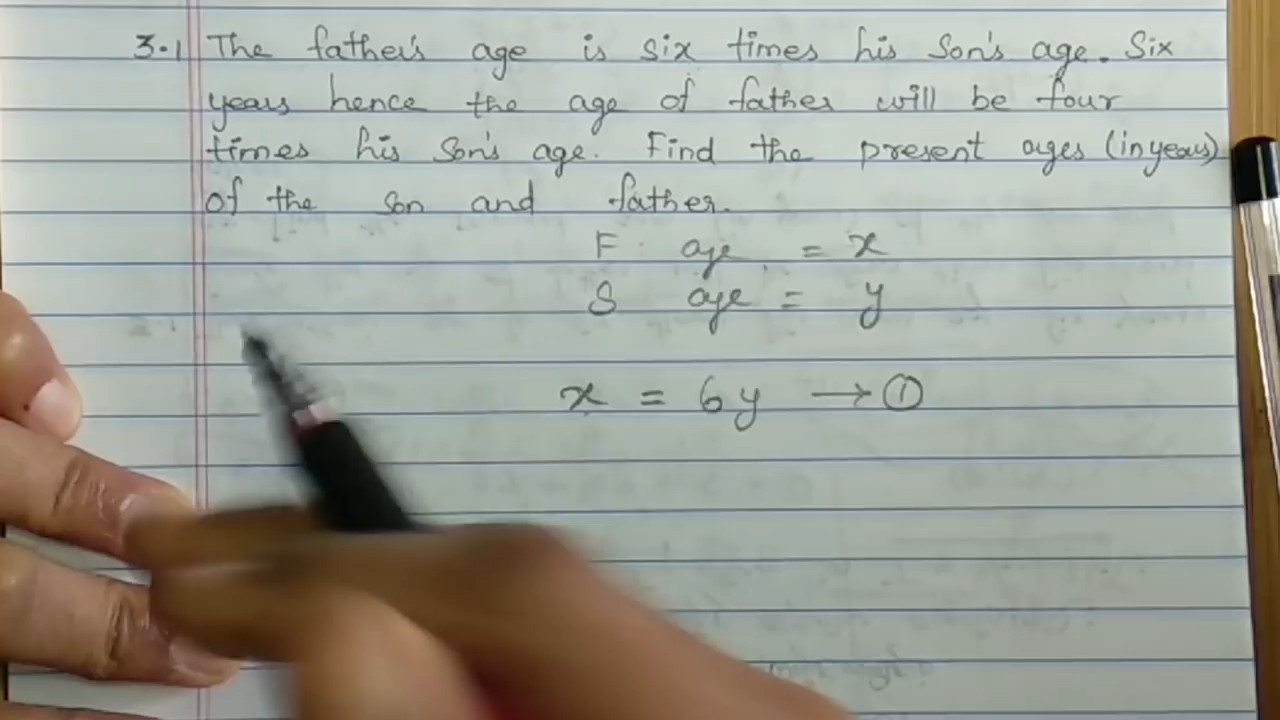 3.1 The father's age is six times his Son's age. Six
years hence the age of father will be four
times his Son's age. Find the present ages (in years)
of the son and father.
F age = x
S age = y
x = 6y → ①